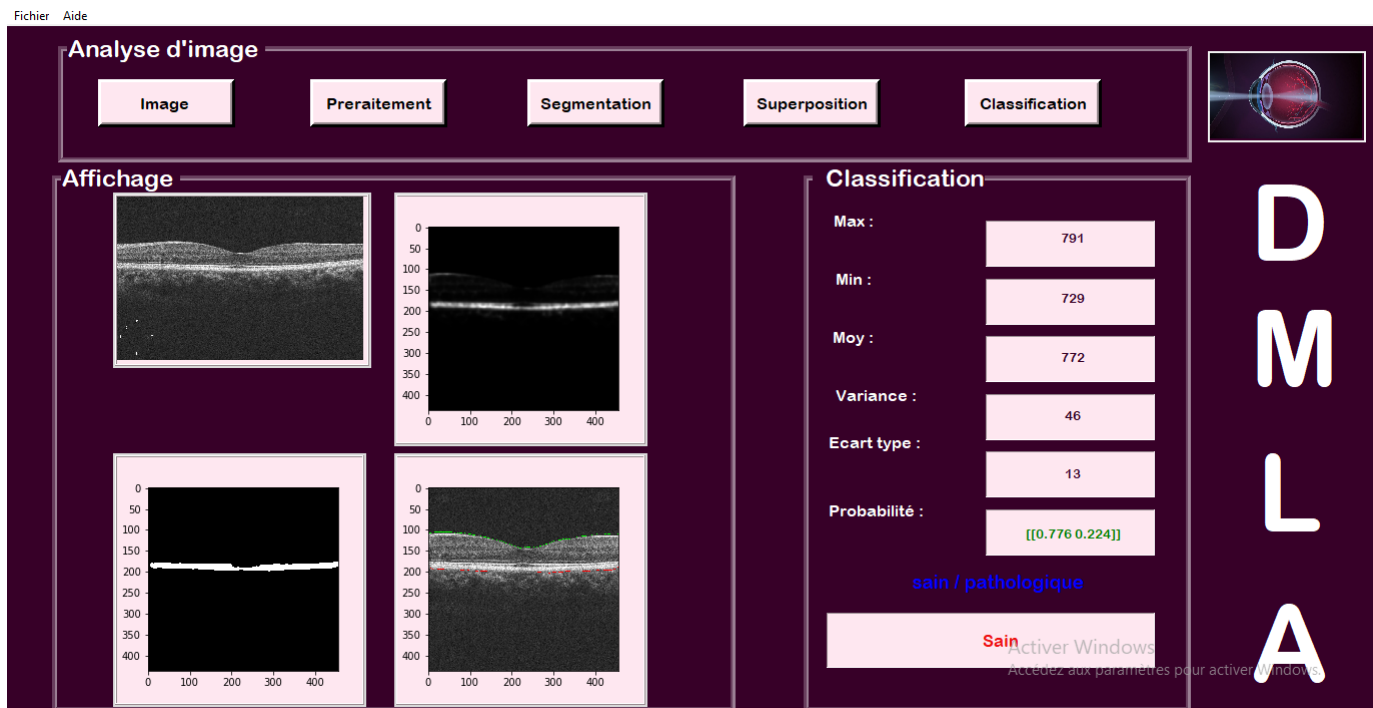 Fichier Aide
Analyse d'image
Image Preraitement Segmentation Superposition Classification
Affichage
0
50
100
150
200
250
300
350
400
0 100 200 300 400
0
50
100
150
200
250
300
350
400
0 100 200 300 400
0
50
100
150
200
250
300
350
400
0 100 200 300 400
Classification
Max : 791
Min : 729
Moy : 772
Variance : 46
Ecart type : 13
Probabilité : [[0.776 0.224]]
sain / pathologique
Sain
Activer Windows
Accédez aux paramètres pour activer Windows.
D
M
L
A